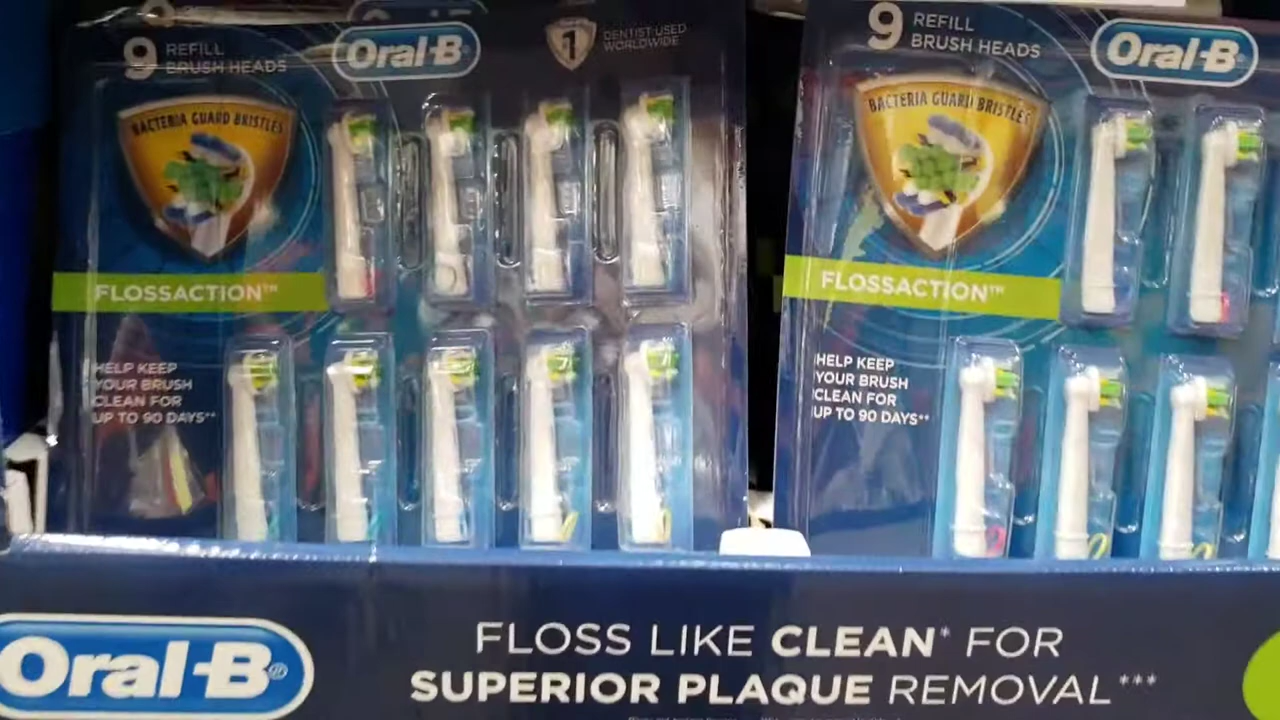 9 REFILL
BRUSH HEADS
Oral-B
1
DENTIST USED
WORLDWIDE
BACTERIA GUARD BRISTLES
FLOSSACTION™
HELP KEEP
YOUR BRUSH
CLEAN FOR
UP TO 90 DAYS**
9 REFILL
BRUSH HEADS
Oral-B
BACTERIA GUARD BRISTLES
FLOSSACTION™
HELP KEEP
YOUR BRUSH
CLEAN FOR
UP TO 90 DAYS**
Oral-B®
FLOSS LIKE CLEAN* FOR
SUPERIOR PLAQUE REMOVAL***